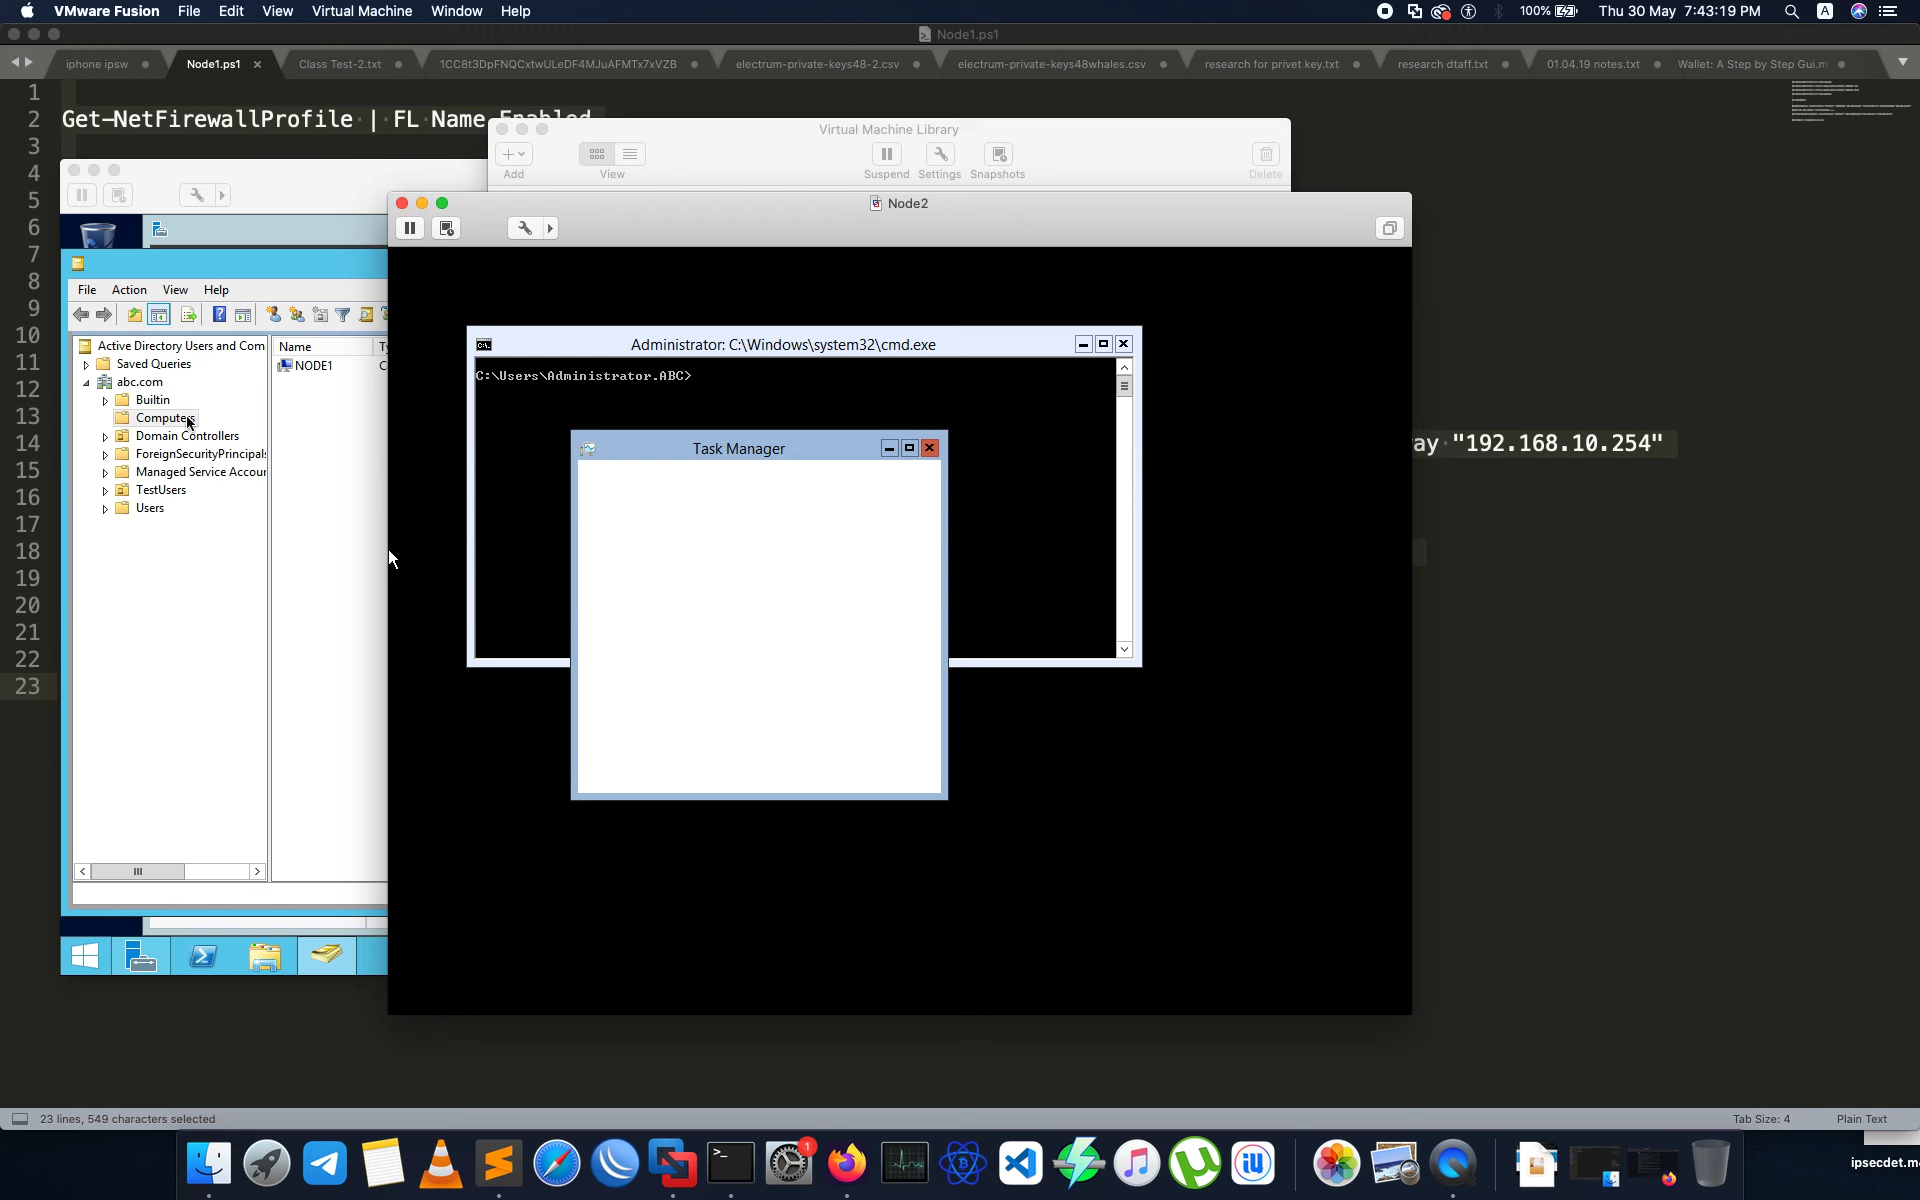 VMware Fusion File Edit View Virtual Machine Window Help
100% Thu 30 May 7:43:19 PM A
Node1.ps1
iphone ipsw Node1.ps1 Class Test-2.txt 1CC8t3DpFNQCxtwULeDF4MJuAFMTx7xVZB electrum-private-keys48-2.csv electrum-private-keys48whales.csv research for privet key.txt research dtaff.txt 01.04.19 notes.txt Wallet: A Step by Step Gui.m
1
2 Get-NetFirewallProfile | FL Name Enabled
3
4
5
6
7
8
9
10
11
12
13
14
15
16
17
18
19
20
21
22
23
ay "192.168.10.254"
Virtual Machine Library
Add View Suspend Settings Snapshots Delete
Node2
File Action View Help
Active Directory Users and Com
Saved Queries
abc.com
Builtin
Computers
Domain Controllers
ForeignSecurityPrincipals
Managed Service Accour
TestUsers
Users
Name Ty
NODE1 C
Administrator: C:\Windows\system32\cmd.exe
C:\Users\Administrator.ABC>
Task Manager
23 lines, 549 characters selected
Tab Size: 4 Plain Text
1
ipsecdet.m